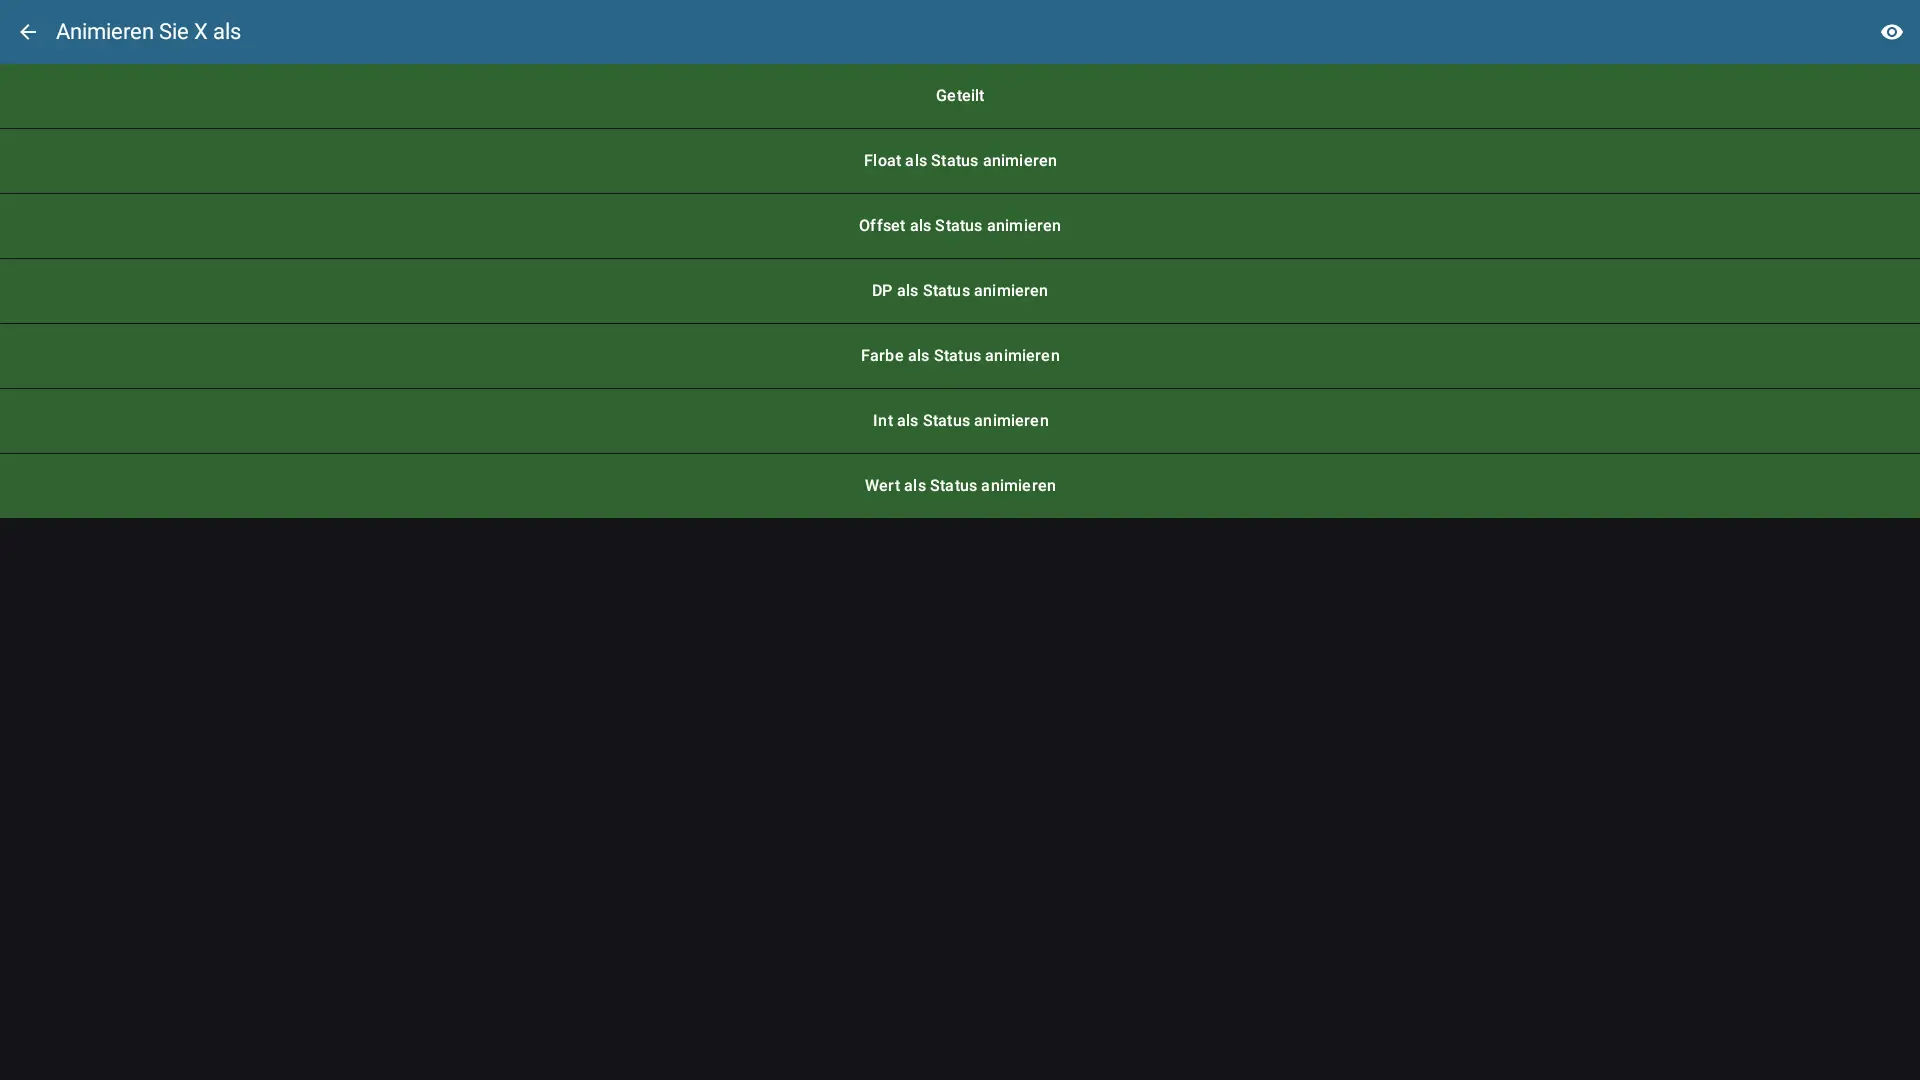 Animieren Sie X als
Geteilt
Float als Status animieren
Offset als Status animieren
DP als Status animieren
Farbe als Status animieren
Int als Status animieren
Wert als Status animieren